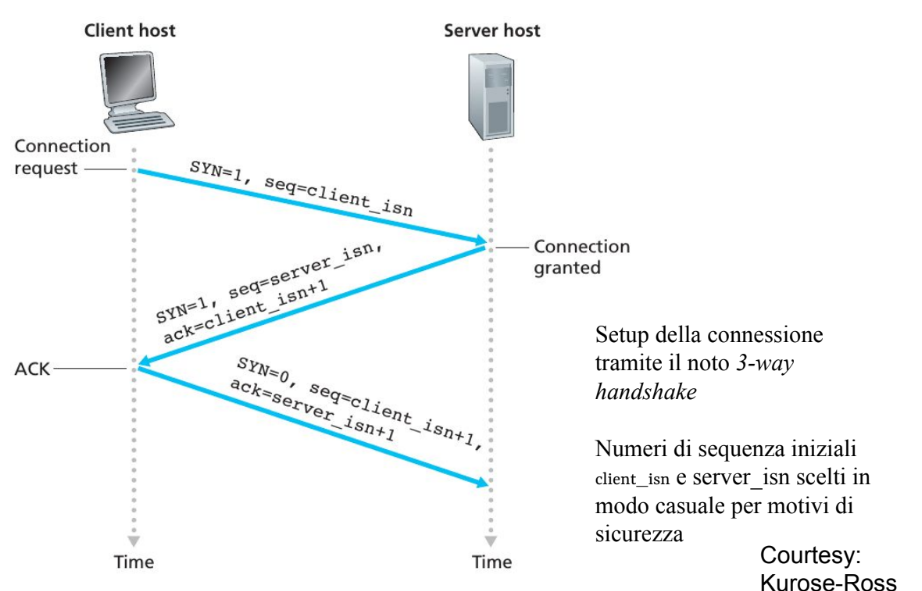 Client host
Server host
Connection
request
SYN=1, seq=client_isn
Connection
granted
SYN=1, seq=server_isn,
ack=client_isn+1
ACK
SYN=0, seq=client_isn+1,
ack=server_isn+1
Time
Time
Setup della connessione
tramite il noto 3-way
handshake
Numeri di sequenza iniziali
client_isn e server_isn scelti in
modo casuale per motivi di
sicurezza
Courtesy:
Kurose-Ross